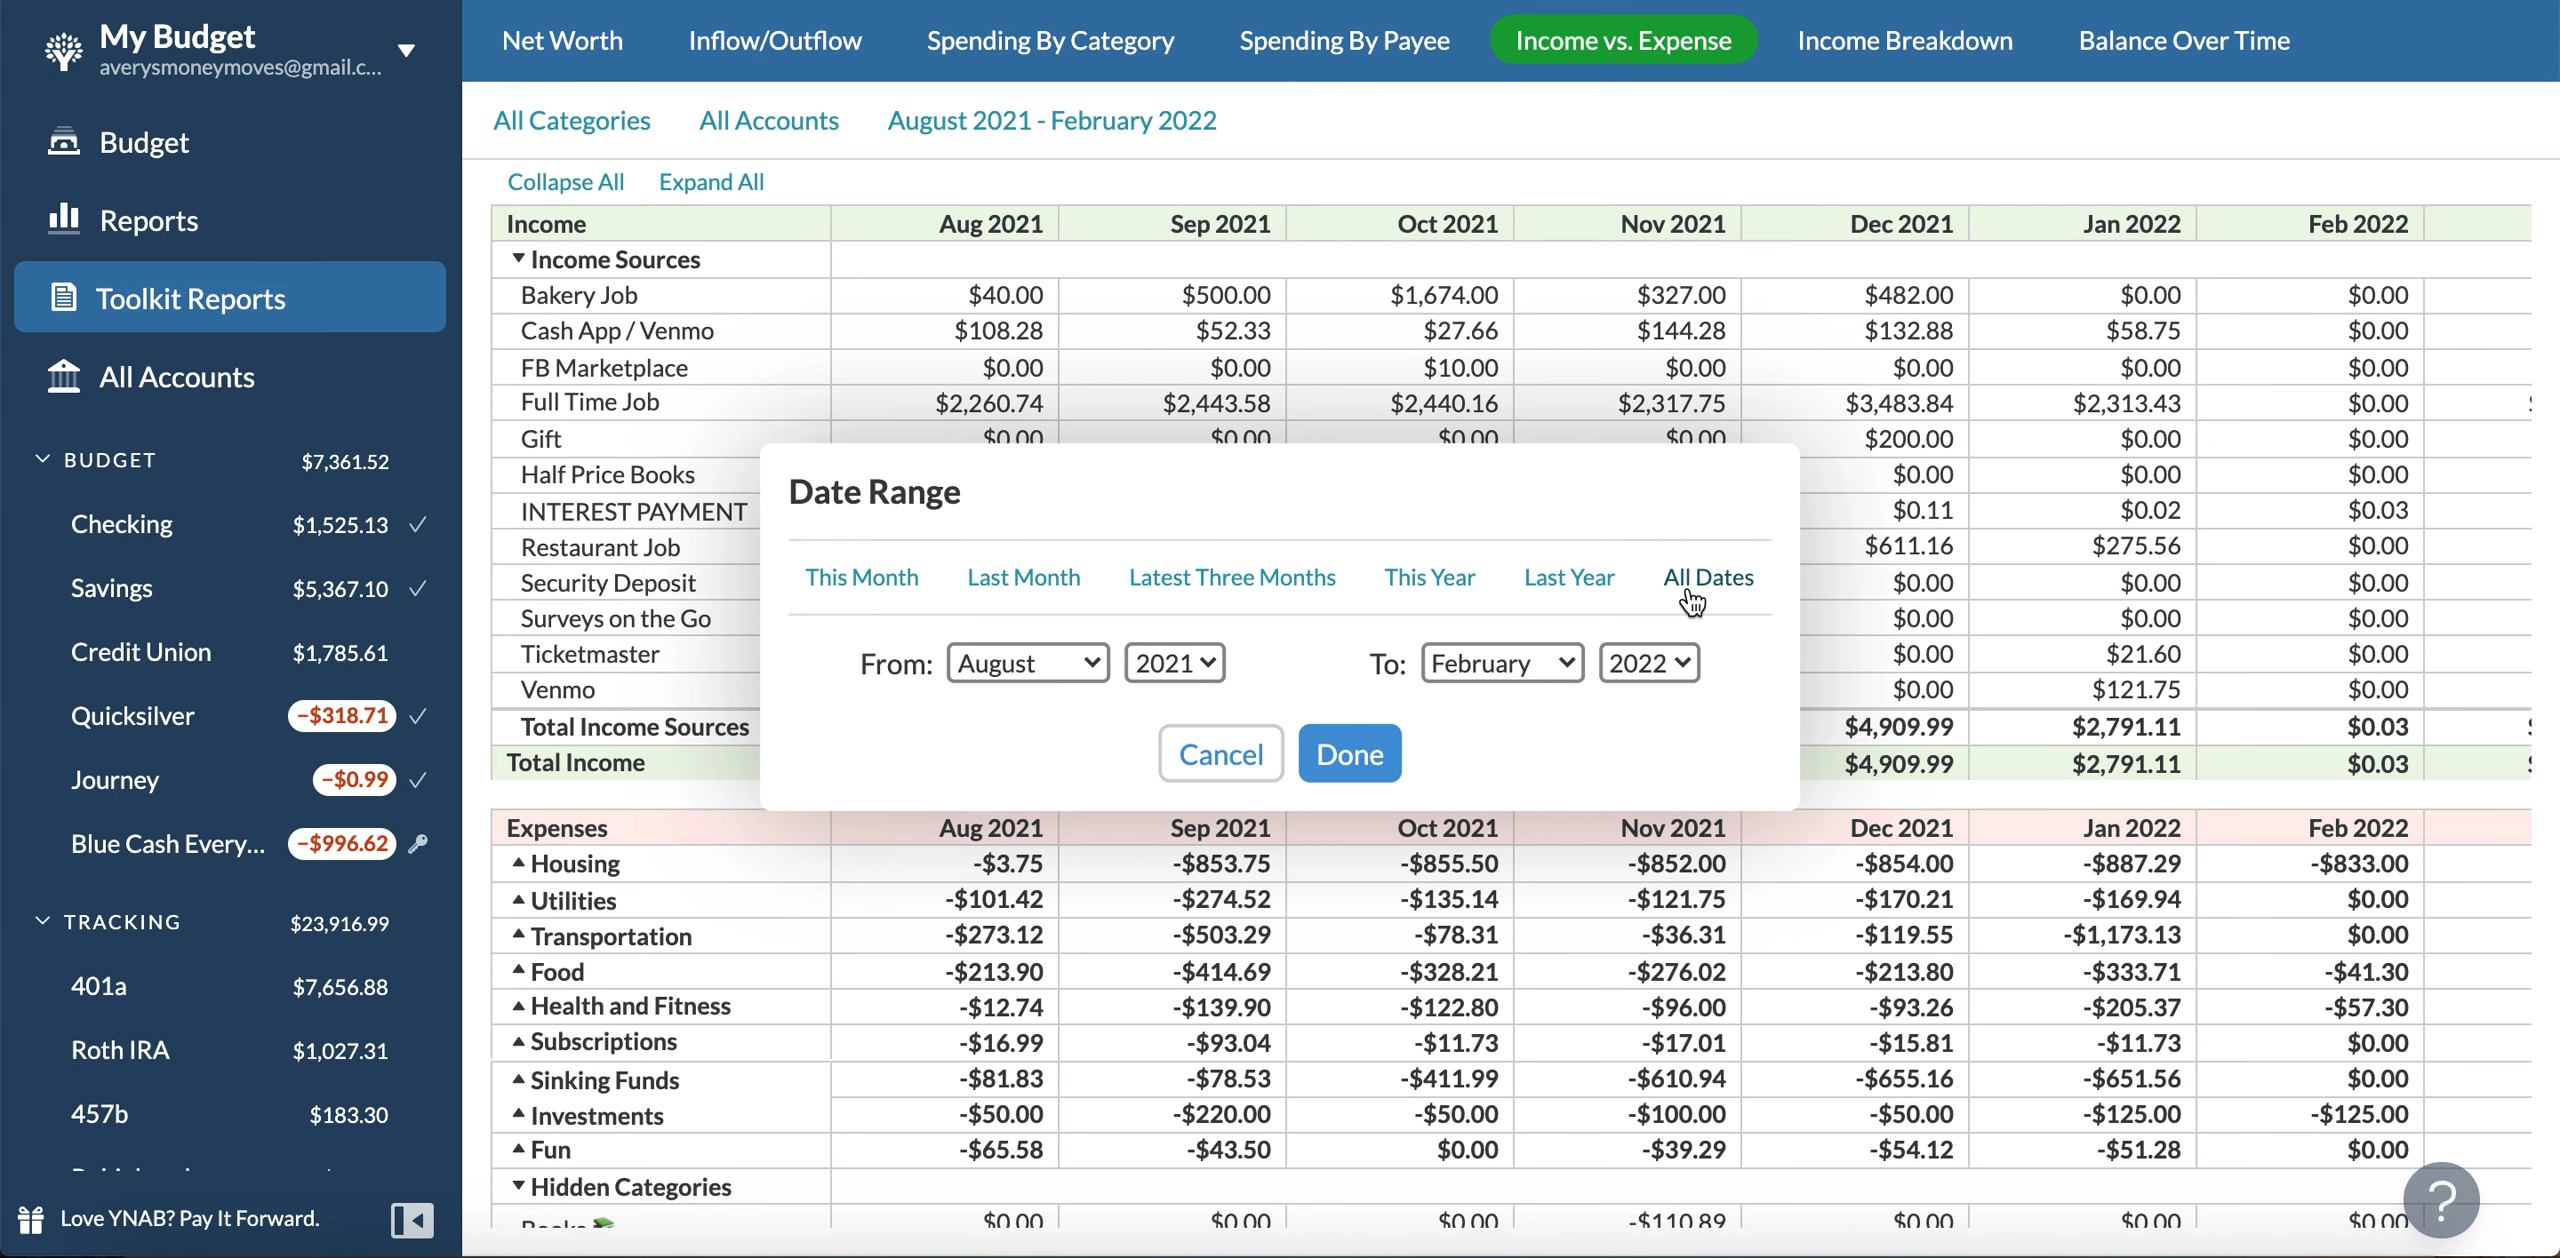 My Budget
averysmoneymoves@gmail.c...
Budget
Reports
Toolkit Reports
All Accounts
BUDGET $7,361.52
Checking $1,525.13
Savings $5,367.10
Credit Union $1,785.61
Quicksilver -$318.71
Journey -$0.99
Blue Cash Every... -$996.62
TRACKING $23,916.99
401a $7,656.88
Roth IRA $1,027.31
457b $183.30
Love YNAB? Pay It Forward.
Net Worth Inflow/Outflow Spending By Category Spending By Payee Income vs. Expense Income Breakdown Balance Over Time
All Categories All Accounts August 2021 - February 2022
Collapse All Expand All
Income Aug 2021 Sep 2021 Oct 2021 Nov 2021 Dec 2021 Jan 2022 Feb 2022
Income Sources
Bakery Job $40.00 $500.00 $1,674.00 $327.00 $482.00 $0.00 $0.00
Cash App / Venmo $108.28 $52.33 $27.66 $144.28 $132.88 $58.75 $0.00
FB Marketplace $0.00 $0.00 $10.00 $0.00 $0.00 $0.00 $0.00
Full Time Job $2,260.74 $2,443.58 $2,440.16 $2,317.75 $3,483.84 $2,313.43 $0.00
Gift $0.00 $0.00 $0.00 $0.00 $200.00 $0.00 $0.00
Half Price Books $0.00 $0.00 $0.00
INTEREST PAYMENT $0.11 $0.02 $0.03
Restaurant Job $611.16 $275.56 $0.00
Security Deposit $0.00 $0.00 $0.00
Surveys on the Go $0.00 $0.00 $0.00
Ticketmaster $0.00 $21.60 $0.00
Venmo $0.00 $121.75 $0.00
Total Income Sources $4,909.99 $2,791.11 $0.03
Total Income $4,909.99 $2,791.11 $0.03
Date Range
This Month Last Month Latest Three Months This Year Last Year All Dates
From: August 2021 To: February 2022
Cancel Done
Expenses Aug 2021 Sep 2021 Oct 2021 Nov 2021 Dec 2021 Jan 2022 Feb 2022
Housing -$3.75 -$853.75 -$855.50 -$852.00 -$854.00 -$887.29 -$833.00
Utilities -$101.42 -$274.52 -$135.14 -$121.75 -$170.21 -$169.94 $0.00
Transportation -$273.12 -$503.29 -$78.31 -$36.31 -$119.55 -$1,173.13 $0.00
Food -$213.90 -$414.69 -$328.21 -$276.02 -$213.80 -$333.71 -$41.30
Health and Fitness -$12.74 -$139.90 -$122.80 -$96.00 -$93.26 -$205.37 -$57.30
Subscriptions -$16.99 -$93.04 -$11.73 -$17.01 -$15.81 -$11.73 $0.00
Sinking Funds -$81.83 -$78.53 -$411.99 -$610.94 -$655.16 -$651.56 $0.00
Investments -$50.00 -$220.00 -$50.00 -$100.00 -$50.00 -$125.00 -$125.00
Fun -$65.58 -$43.50 $0.00 -$39.29 -$54.12 -$51.28 $0.00
Hidden Categories
Books $0.00 $0.00 $0.00 -$110.89 $0.00 $0.00 $0.00
?